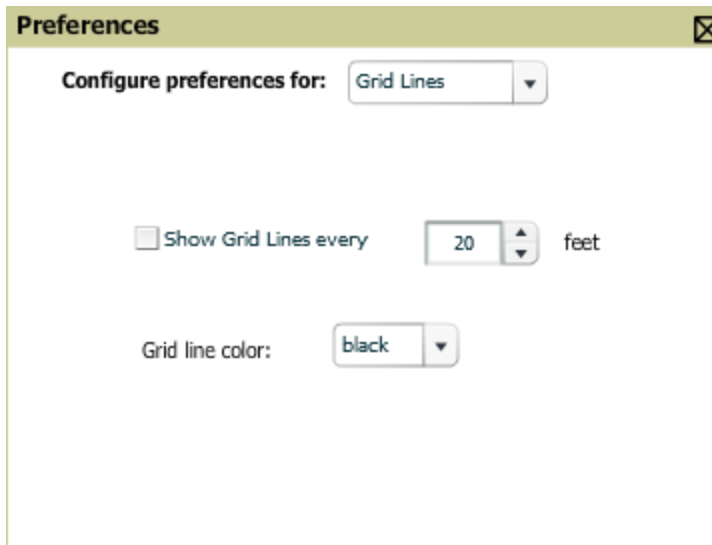 Preferences
Configure preferences for: Grid Lines
Show Grid Lines every 20 feet
Grid line color: black